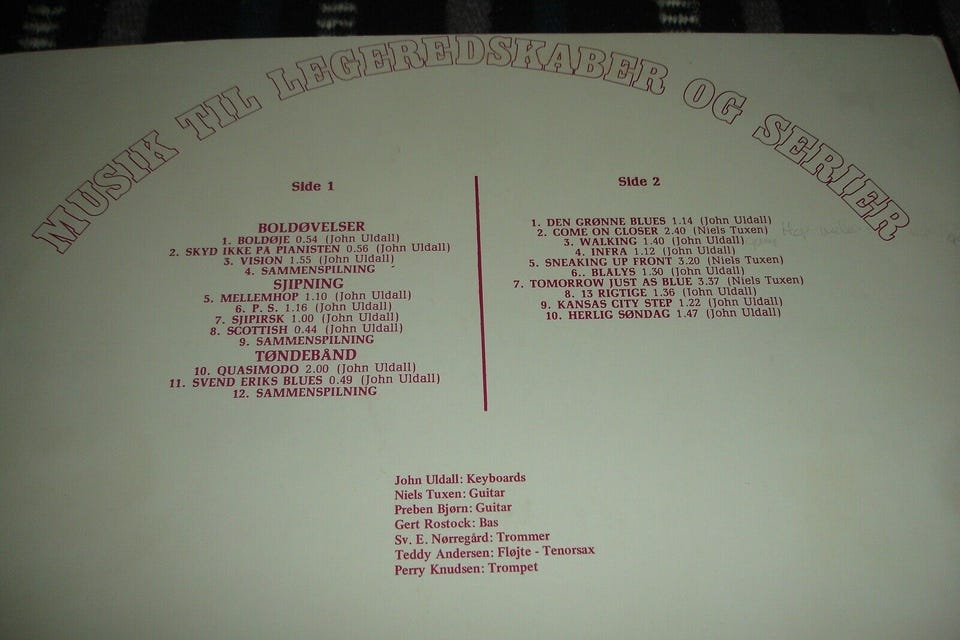 MUSIK TIL LEGEREDSKABER OG SERIER
Side 1
BOLDØVELSER
1. BOLDØJE 0.54 (John Uldall)
2. SKYD IKKE PÅ PIANISTEN 0.56 (John Uldall)
3. VISION 1.55 (John Uldall)
4. SAMMENSPILNING
SJIPNING
5. MELLEMHOP 1.10 (John Uldall)
6. P. S. 1.16 (John Uldall)
7. SJIPIRSK 1.00 (John Uldall)
8. SCOTTISH 0.44 (John Uldall)
9. SAMMENSPILNING
TØNDEBÅND
10. QUASIMODO 2.00 (John Uldall)
11. SVEND ERIKS BLUES 0.49 (John Uldall)
12. SAMMENSPILNING
Side 2
1. DEN GRØNNE BLUES 1.14 (John Uldall)
2. COME ON CLOSER 2.40 (Niels Tuxen)
3. WALKING 1.40 (John Uldall)
4. INFRA 1.12 (John Uldall)
5. SNEAKING UP FRONT 3.20 (Niels Tuxen)
6.. BLALYS 1.30 (John Uldall)
7. TOMORROW JUST AS BLUE 3.37 (Niels Tuxen)
8. 13 RIGTIGE 1.36 (John Uldall)
9. KANSAS CITY STEP 1.22 (John Uldall)
10. HERLIG SØNDAG 1.47 (John Uldall)
John Uldall: Keyboards
Niels Tuxen: Guitar
Preben Bjørn: Guitar
Gert Rostock: Bas
Sv. E. Nørregård: Trommer
Teddy Andersen: Fløjte - Tenorsax
Perry Knudsen: Trompet